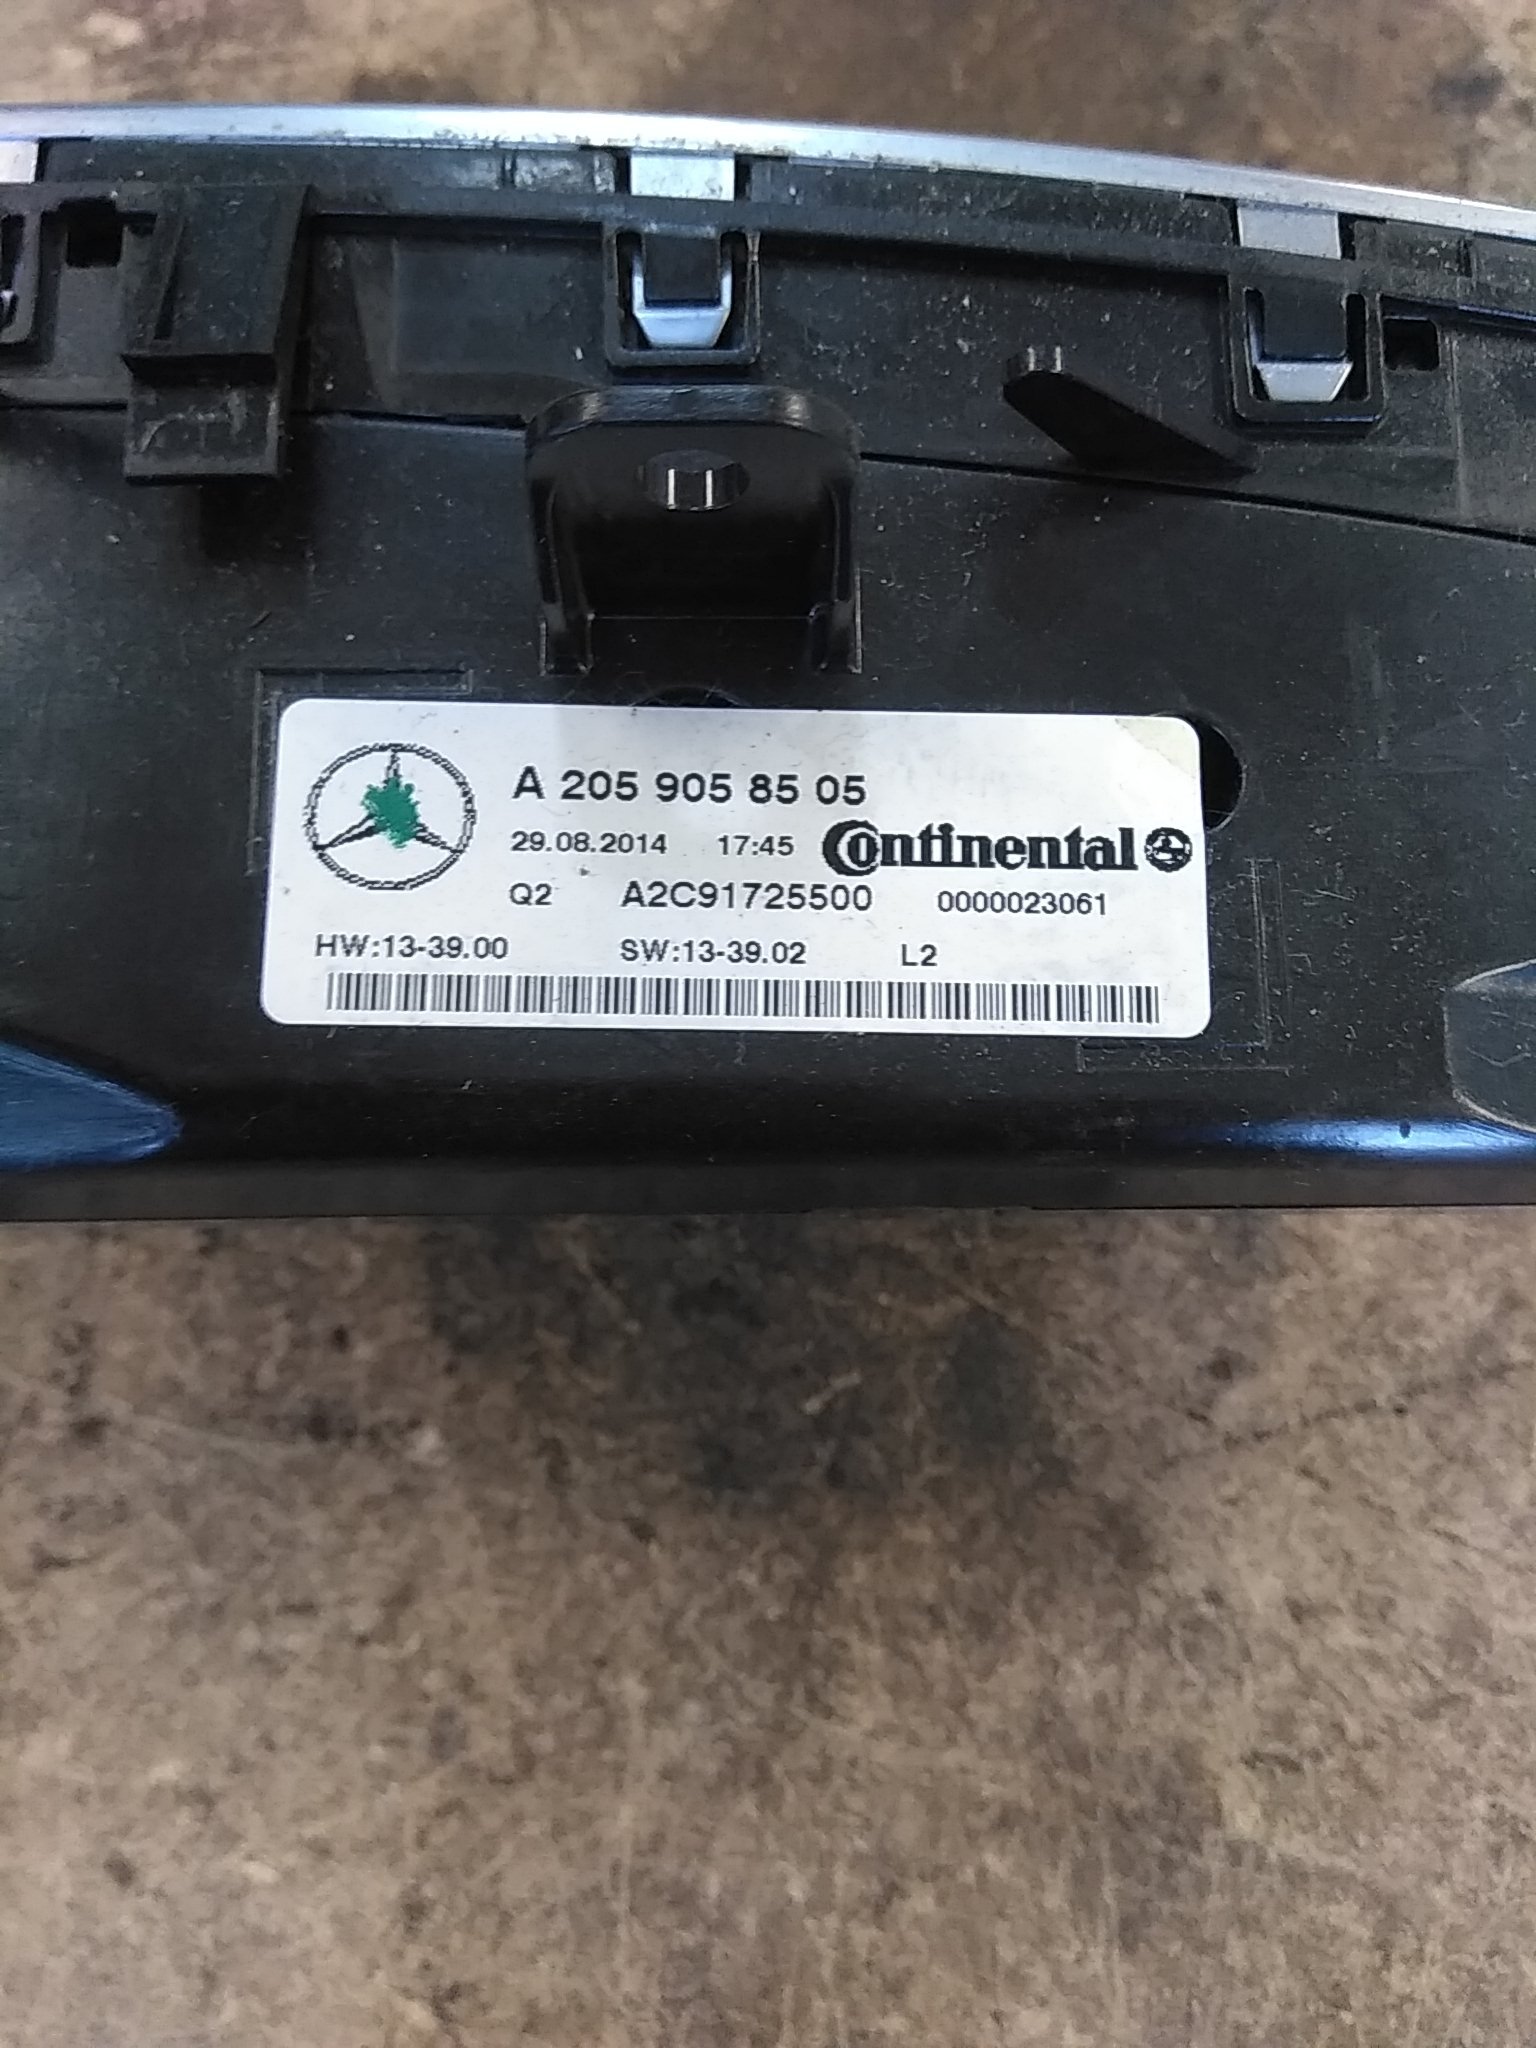 A 205 905 85 05
29.08.2014 17:45 Continental
Q2 A2C91725500 0000023061
HW:13-39.00 SW:13-39.02 L2